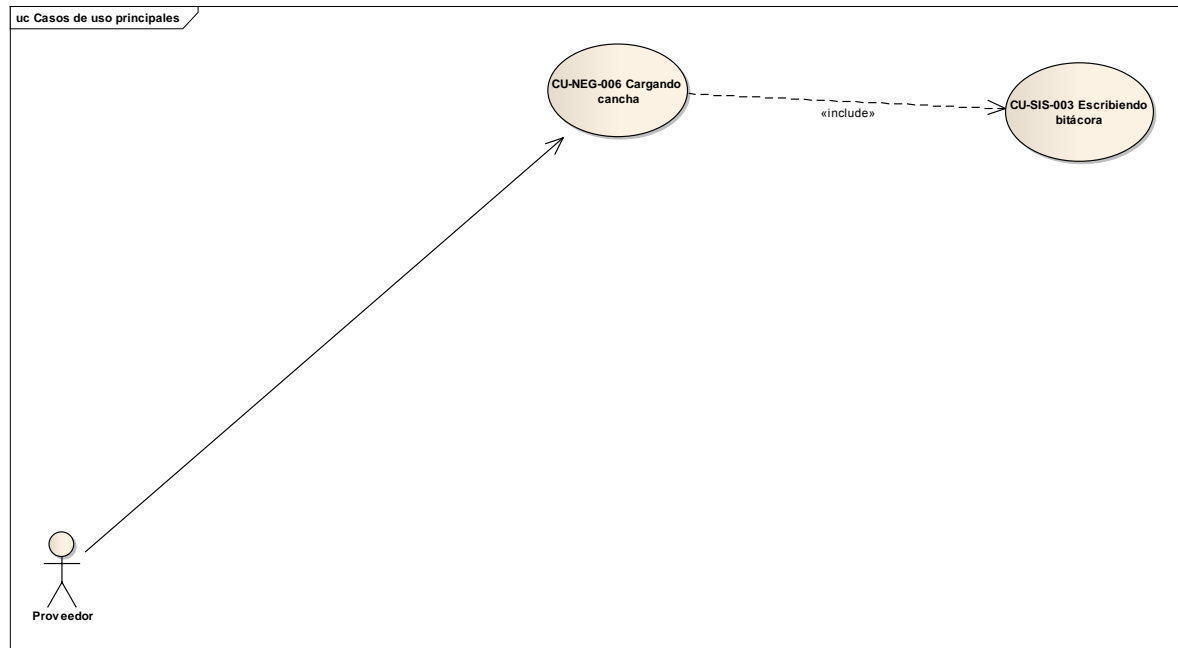 uc Casos de uso principales
CU-NEG-006 Cargando
cancha
«include»
CU-SIS-003 Escribiendo
bitácora
Proveedor